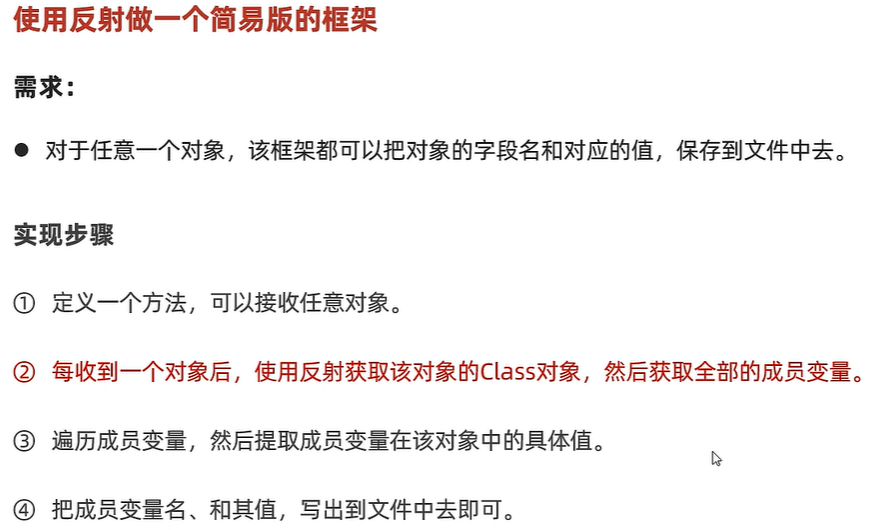 使用反射做一个简易版的框架
需求：
● 对于任意一个对象，该框架都可以把对象的字段名和对应的值，保存到文件中去。
实现步骤
① 定义一个方法，可以接收任意对象。
② 每收到一个对象后，使用反射获取该对象的Class对象，然后获取全部的成员变量。
③ 遍历成员变量，然后提取成员变量在该对象中的具体值。
④ 把成员变量名、和其值，写出到文件中去即可。